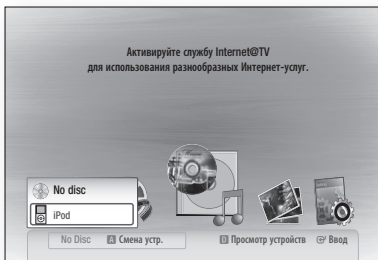 Активируйте службу Internet@TV
для использования разнообразных Интернет-услуг.
No disc
iPod
No Disc A Смена устр. D Просмотр устройств Ввод